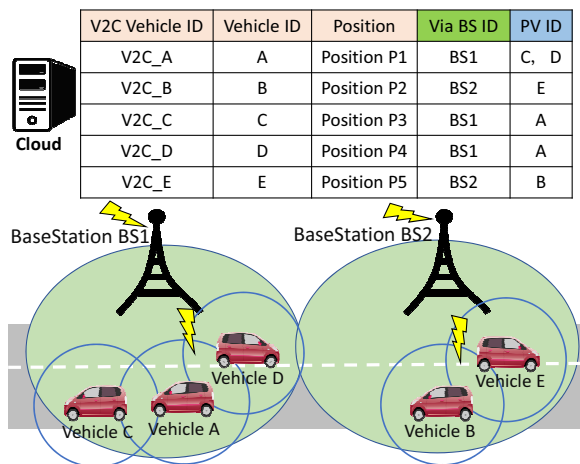 V2C Vehicle ID Vehicle ID Position Via BS ID PV ID
V2C_A A Position P1 BS1 C, D
V2C_B B Position P2 BS2 E
V2C_C C Position P3 BS1 A
V2C_D D Position P4 BS1 A
V2C_E E Position P5 BS2 B
Cloud
BaseStation BS1
BaseStation BS2
Vehicle D
Vehicle E
Vehicle C
Vehicle A
Vehicle B